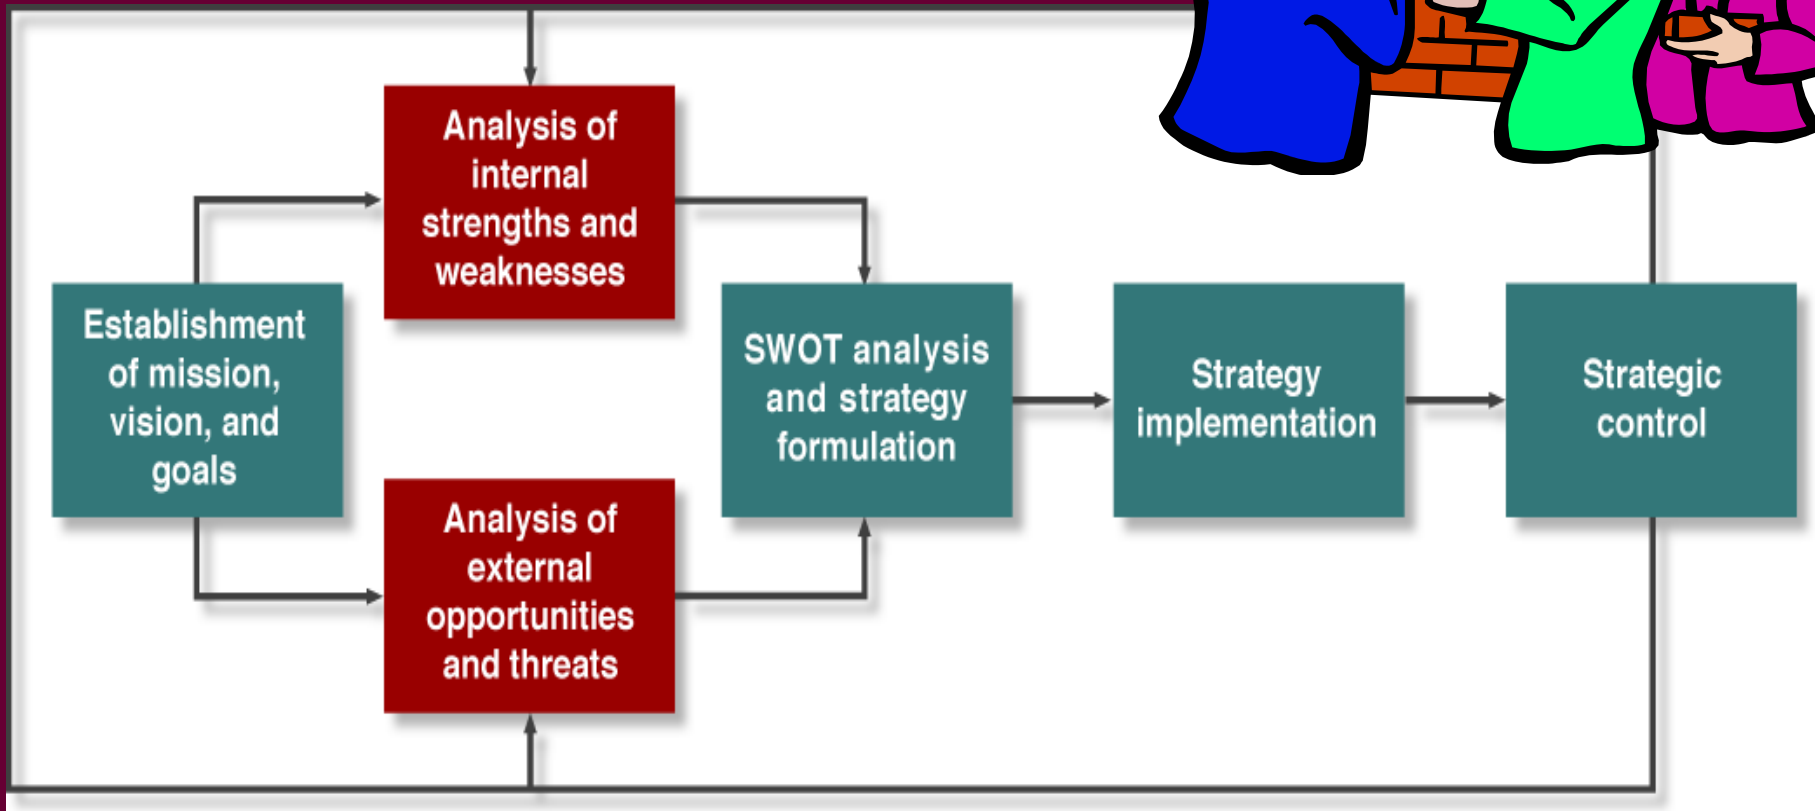 Analysis of
internal
strengths and
weaknesses
Establishment
of mission,
vision, and
goals
SWOT analysis
and strategy
formulation
Strategy
implementation
Strategic
control
Analysis of
external
opportunities
and threats